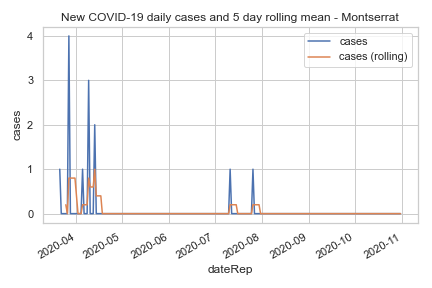 New COVID-19 daily cases and 5 day rolling mean - Montserrat
cases
cases (rolling)
4
3
2
1
0
cases
2020-04
2020-05
2020-06
2020-07
2020-08
2020-09
2020-10
2020-11
dateRep